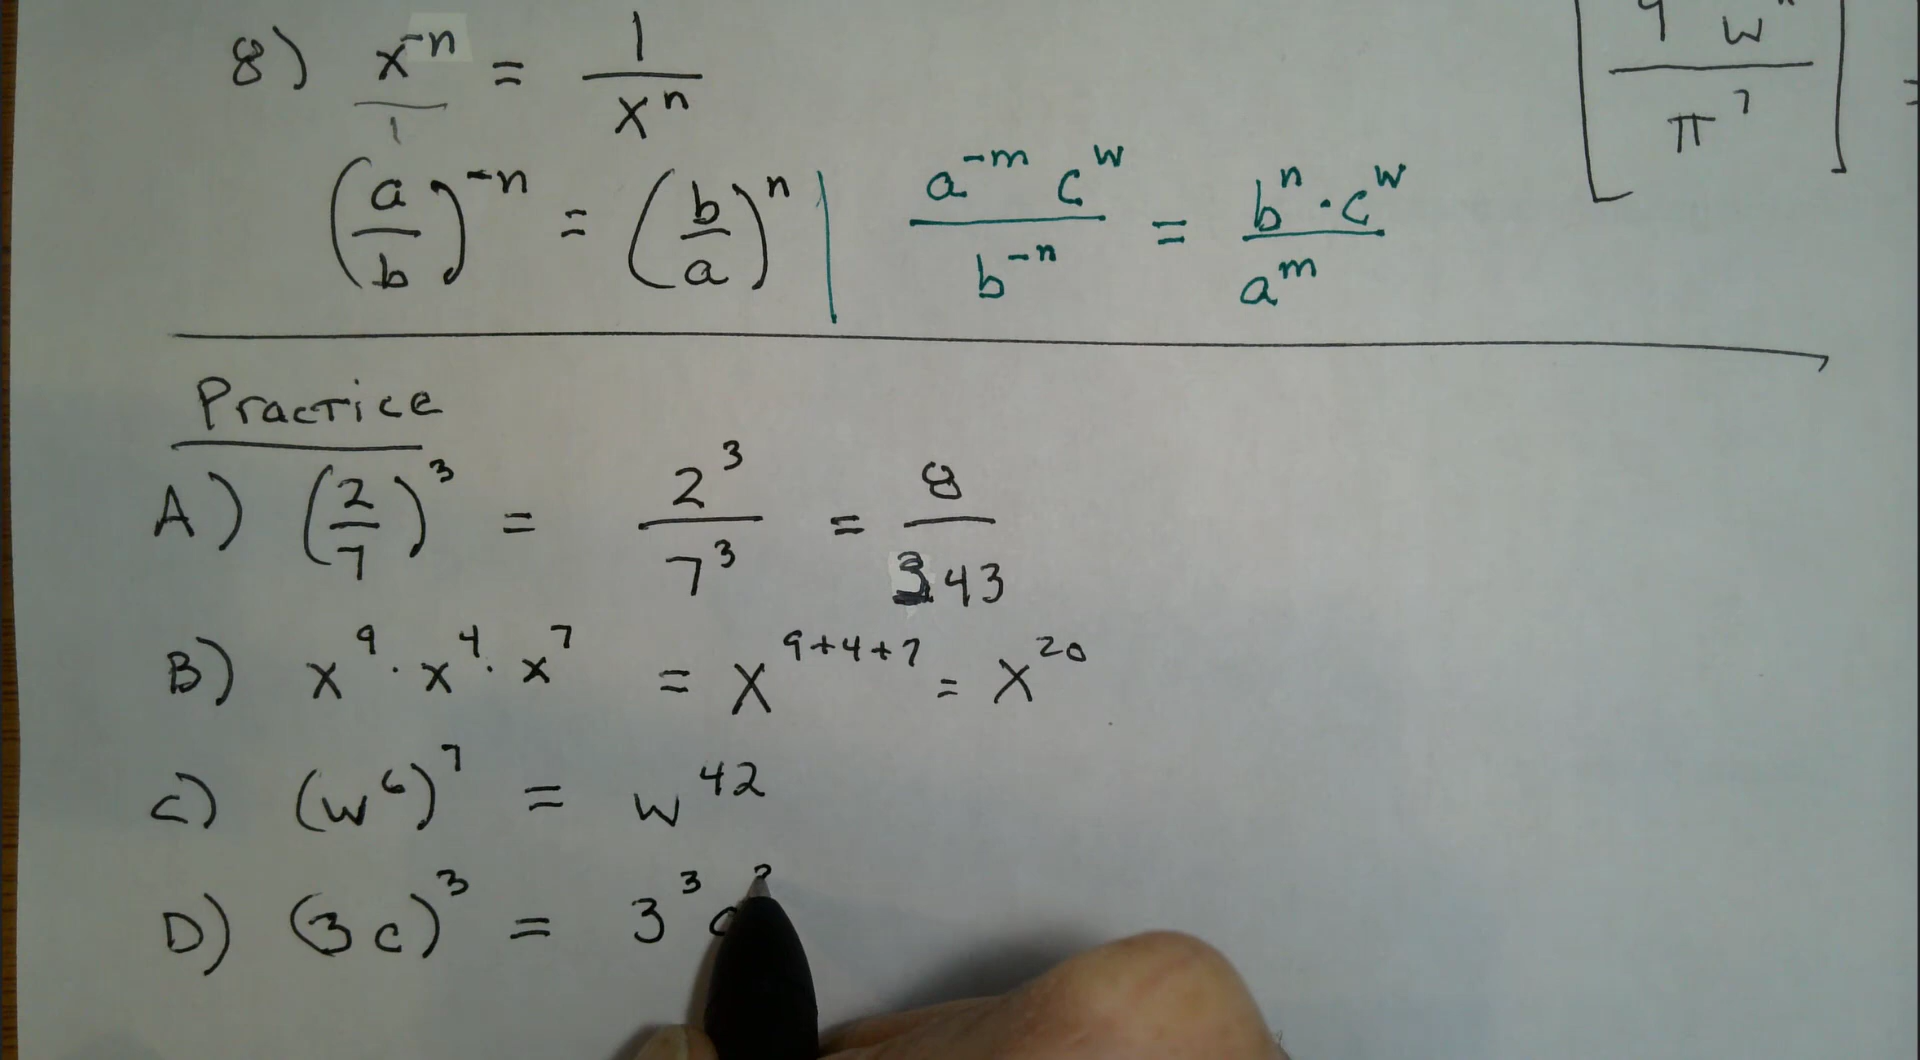 8) x^-n / 1 = 1 / x^n
(a/b)^-n = (b/a)^n | a^-m c^w / b^-n = b^n · c^w / a^m
π^7
Practice
A) (2/7)^3 = 2^3 / 7^3 = 8 / 343
B) x^9 · x^4 · x^7 = x^9+4+7 = x^20
C) (w^6)^7 = w^42
D) (3c)^3 = 3^3 c